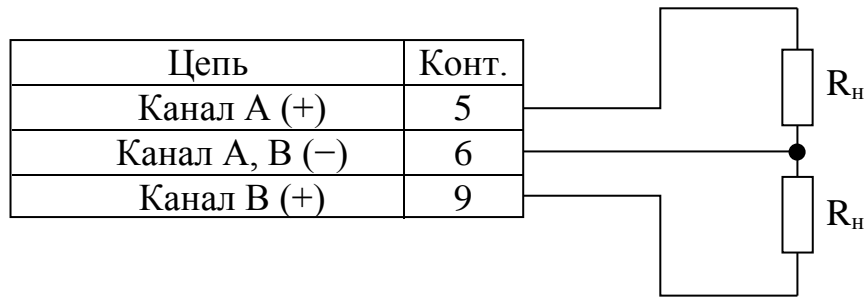 Цепь Конт.
Канал А (+) 5
Канал А, В (−) 6
Канал В (+) 9
Rн
Rн